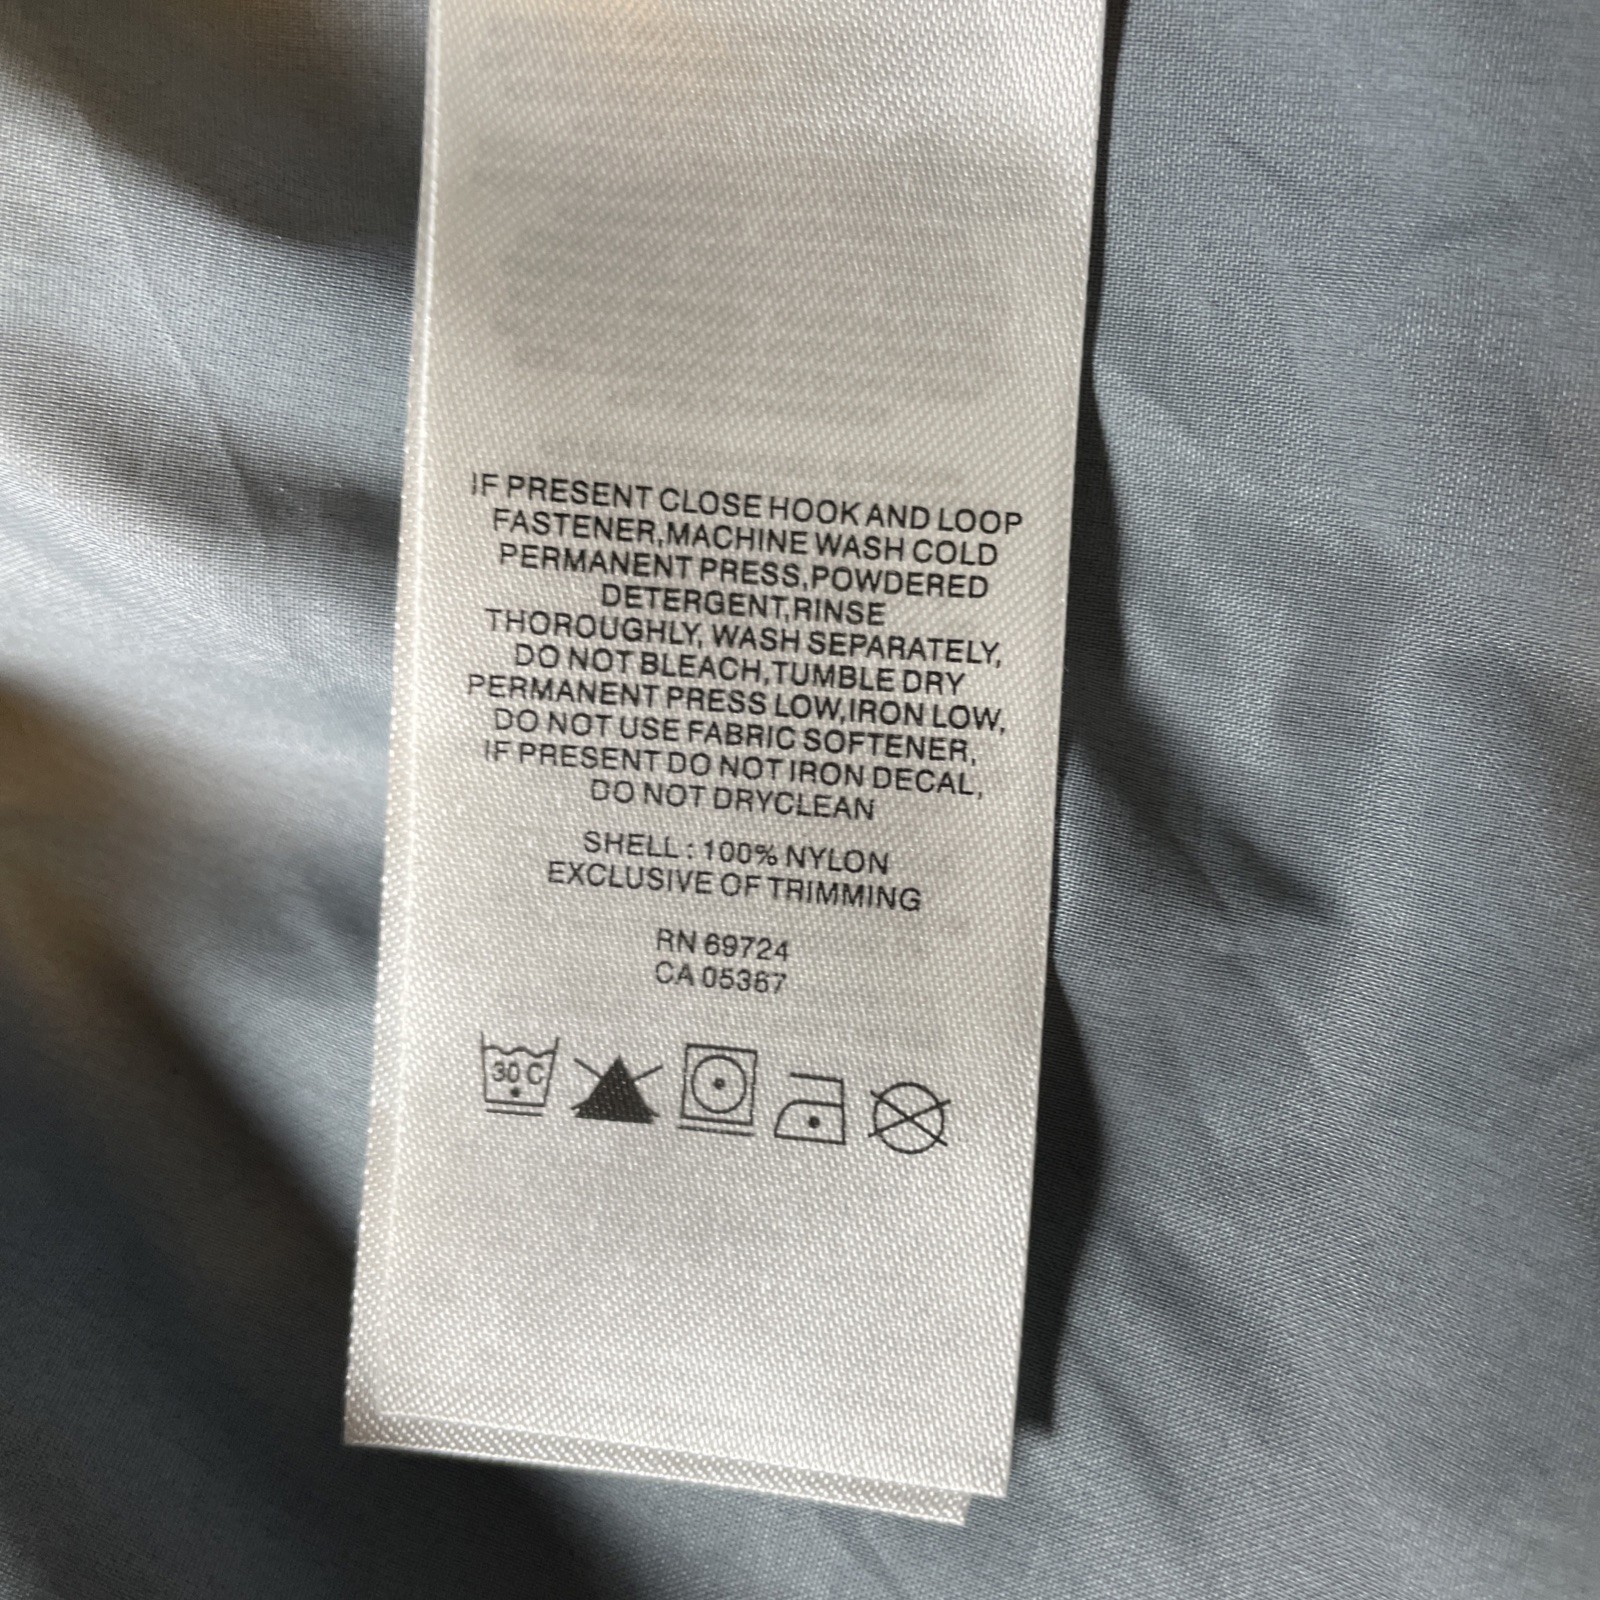 IF PRESENT CLOSE HOOK AND LOOP
FASTENER,MACHINE WASH COLD
PERMANENT PRESS,POWDERED
DETERGENT,RINSE
THOROUGHLY, WASH SEPARATELY,
DO NOT BLEACH,TUMBLE DRY
PERMANENT PRESS LOW,IRON LOW,
DO NOT USE FABRIC SOFTENER,
IF PRESENT DO NOT IRON DECAL,
DO NOT DRYCLEAN
SHELL : 100% NYLON
EXCLUSIVE OF TRIMMING
RN 69724
CA 05367
30 C